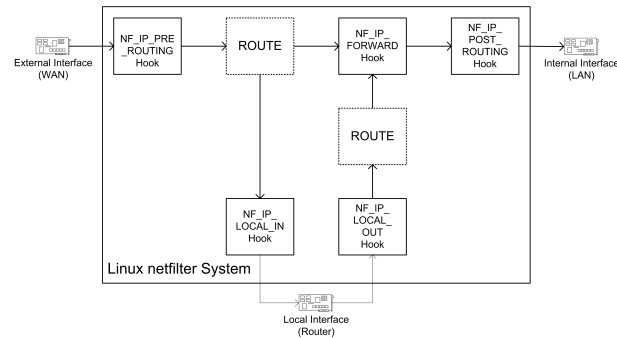 External Interface
(WAN)
NF_IP_PRE
_ROUTING
Hook
ROUTE
NF_IP_
FORWARD
Hook
NF_IP_
POST_
ROUTING
Hook
Internal Interface
(LAN)
ROUTE
NF_IP_
LOCAL_IN
Hook
NF_IP_
LOCAL_
OUT
Hook
Linux netfilter System
Local Interface
(Router)